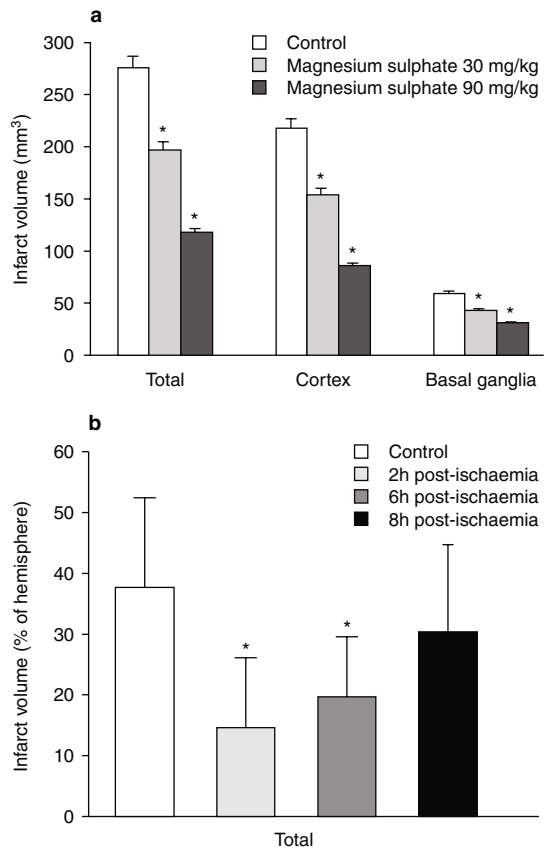 a
300
250
200
150
100
50
0
Infarct volume (mm³)
Control
Magnesium sulphate 30 mg/kg
Magnesium sulphate 90 mg/kg
*
*
*
*
*
*
Total Cortex Basal ganglia
b
60
50
40
30
20
10
0
Infarct volume (% of hemisphere)
Control
2h post-ischaemia
6h post-ischaemia
8h post-ischaemia
*
*
Total